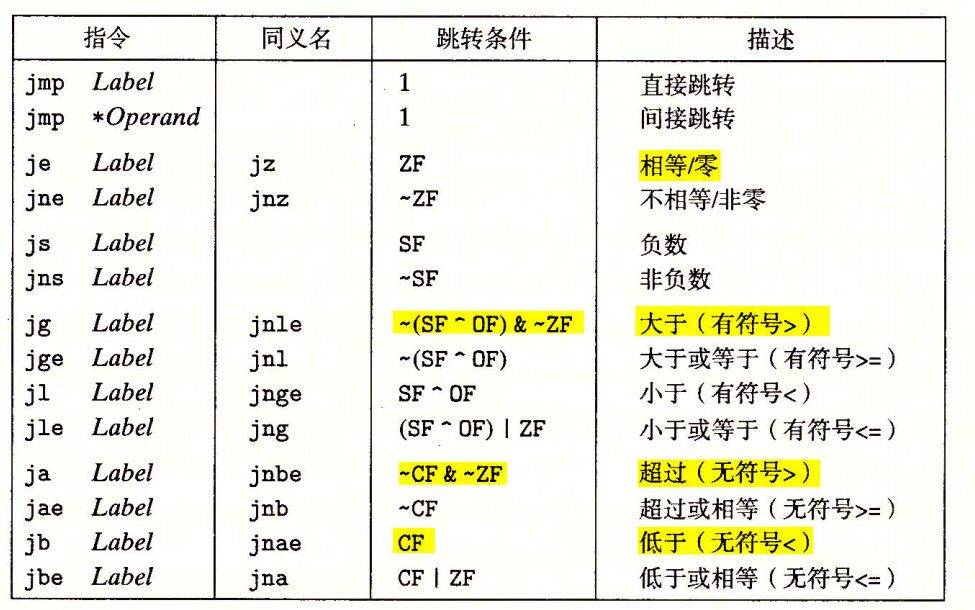 指令 同义名 跳转条件 描述
jmp Label 1 直接跳转
jmp *Operand 1 间接跳转
je Label jz ZF 相等/零
jne Label jnz ~ZF 不相等/非零
js Label SF 负数
jns Label ~SF 非负数
jg Label jnle ~(SF ^ OF) & ~ZF 大于（有符号>）
jge Label jnl ~(SF ^ OF) 大于或等于（有符号>=）
jl Label jnge SF ^ OF 小于（有符号<）
jle Label jng (SF ^ OF) | ZF 小于或等于（有符号<=）
ja Label jnbe ~CF & ~ZF 超过（无符号>）
jae Label jnb ~CF 超过或相等（无符号>=）
jb Label jnae CF 低于（无符号<）
jbe Label jna CF | ZF 低于或相等（无符号<=）